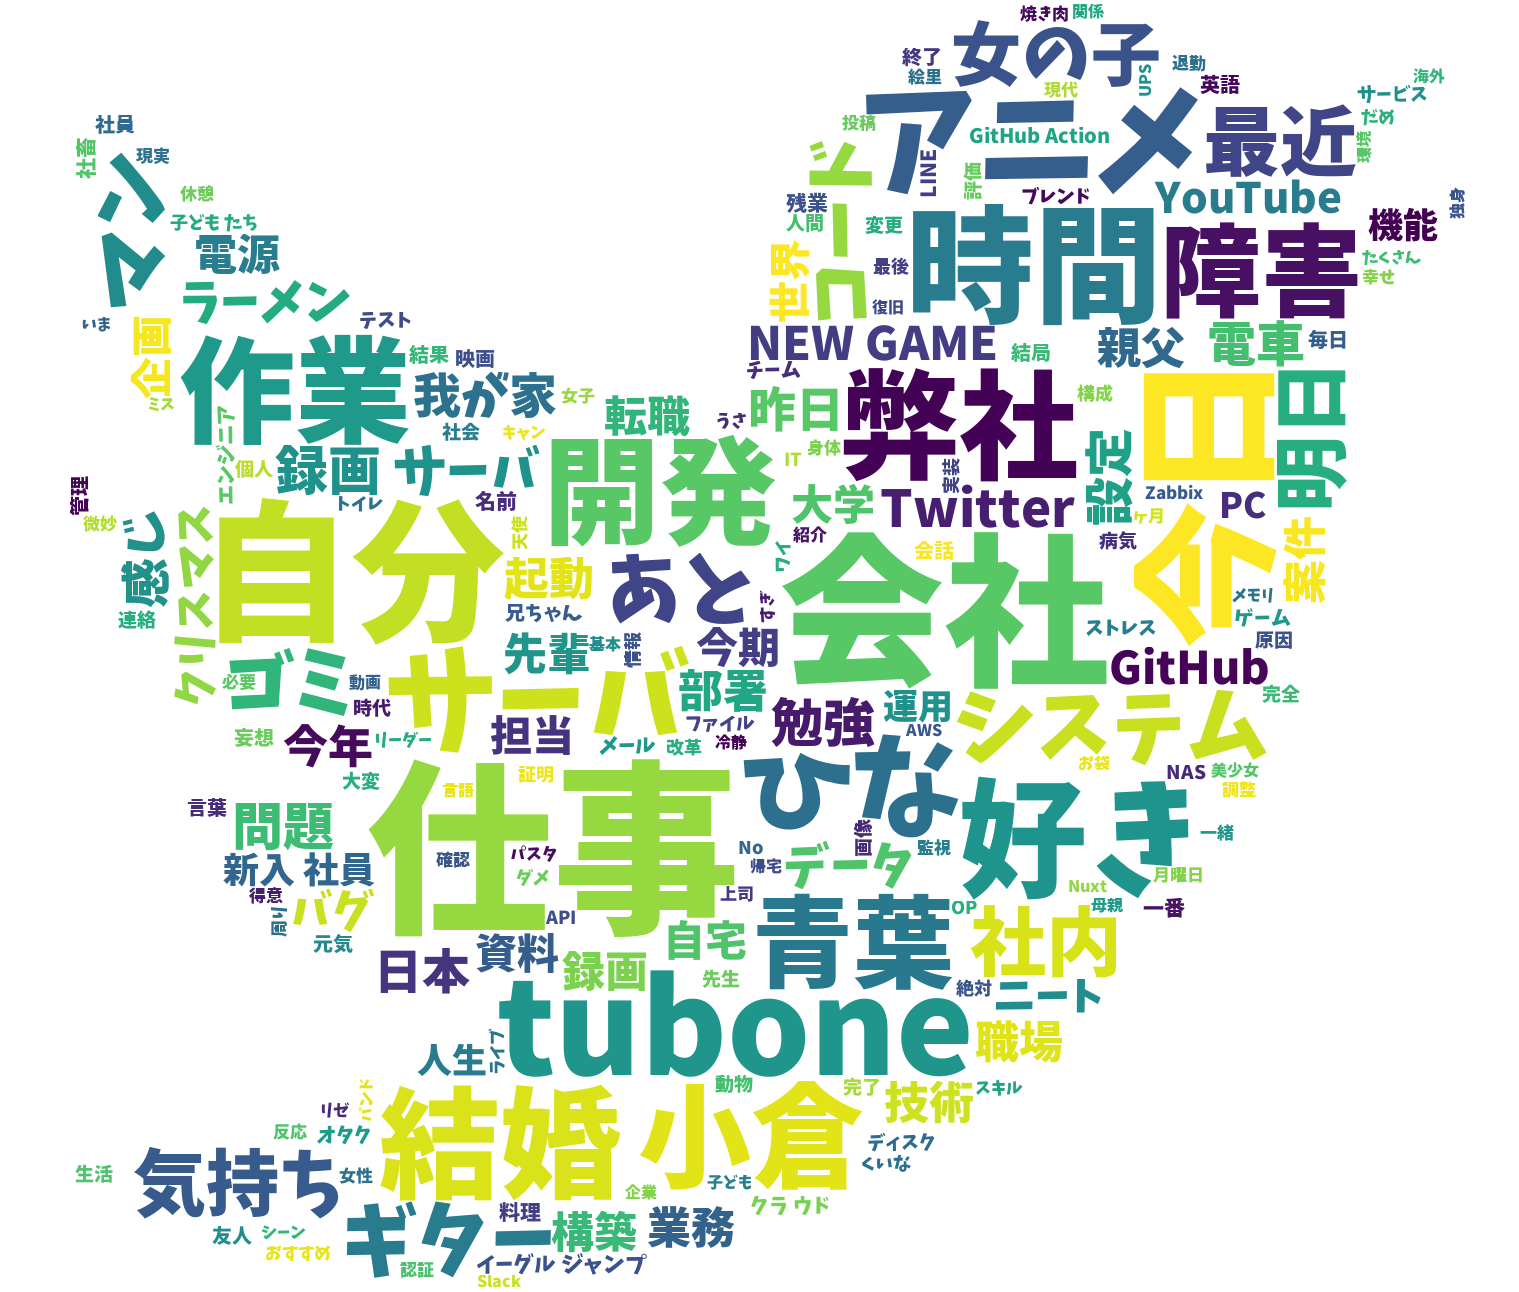 焼き肉
関係
女の子
終了
絵里
UPS
退勤
英語
海外
サービス
だめ
環境
現代
アニメ
GitHub Action
最近
投稿
コード
LINE
評価
ブレンド
YouTube
独身
機能
社員
社畜
現実
マン
休憩
子どもたち
電源
残業
人間
変更
時間
障害
たくさん
幸せ
最後
世界
復旧
ラーメン
いま
テスト
企画
ミス
作業
結果
映画
我が家
女子
NEW GAME
結局
親父
電車
毎日
チーム
昨日
弊社
構成
今日
明日
転職
うさ
社会
キャン
エンジニア
個人
録画
サーバ
トイレ
名前
開発
IT
身体
実装
設定
Zabbix
PC
ヶ月
病気
大学
Twitter
紹介
管理
微妙
感じ
クリスマス
自分
天使
起動
あと
ワイ
会話
会社
案件
メモリ
ゲーム
原因
ストレス
連絡
兄ちゃん
すき
先輩
基本
情報
今期
GitHub
ゴミ
必要
動画
時代
サーバ
部署
運用
完全
妄想
今年
リーダー
担当
ファイル
メール
改革
冷静
勉強
AWS
システム
お袋
NAS
美少女
調整
大変
証明
言語
仕事
ひな
好き
一緒
言葉
問題
確認
パスタ
ダメ
No
帰宅
画像
データ
監視
新入社員
得意
周り
バグ
元気
上司
API
Nuxt
月曜日
母親
一番
OP
社内
青葉
自宅
日本
資料
録画
先生
絶対
ニート
tubone
職場
人生
ライブ
動物
完了
技術
スキル
バンド
リゼ
反応
オタク
結婚
小倉
ディスク
くいな
生活
気持ち
女性
子ども
企業
クラウド
友人
シーン
おすすめ
ギター
料理
構築
業務
認証
イーグルジャンプ
Slack